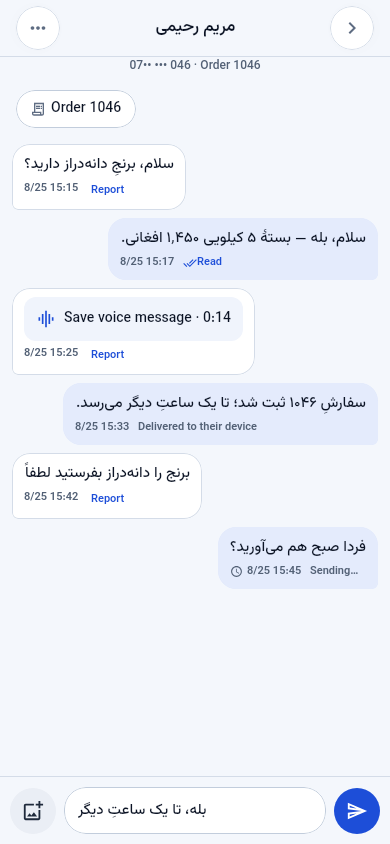 مریم رحیمی
07•• ••• 046 · Order 1046
Order 1046
سلام، برنجِ دانه‌دراز دارید؟
8/25 15:15 Report
سلام، بله — بستهٔ ۵ کیلویی ۱,۴۵۰ افغانی.
8/25 15:17 Read
Save voice message · 0:14
8/25 15:25 Report
سفارشِ ۱۰۴۶ ثبت شد؛ تا یک ساعتِ دیگر می‌رسد.
8/25 15:33 Delivered to their device
برنج را دانه‌دراز بفرستید لطفاً
8/25 15:42 Report
فردا صبح هم می‌آورید؟
8/25 15:45 Sending…
بله، تا یک ساعتِ دیگر